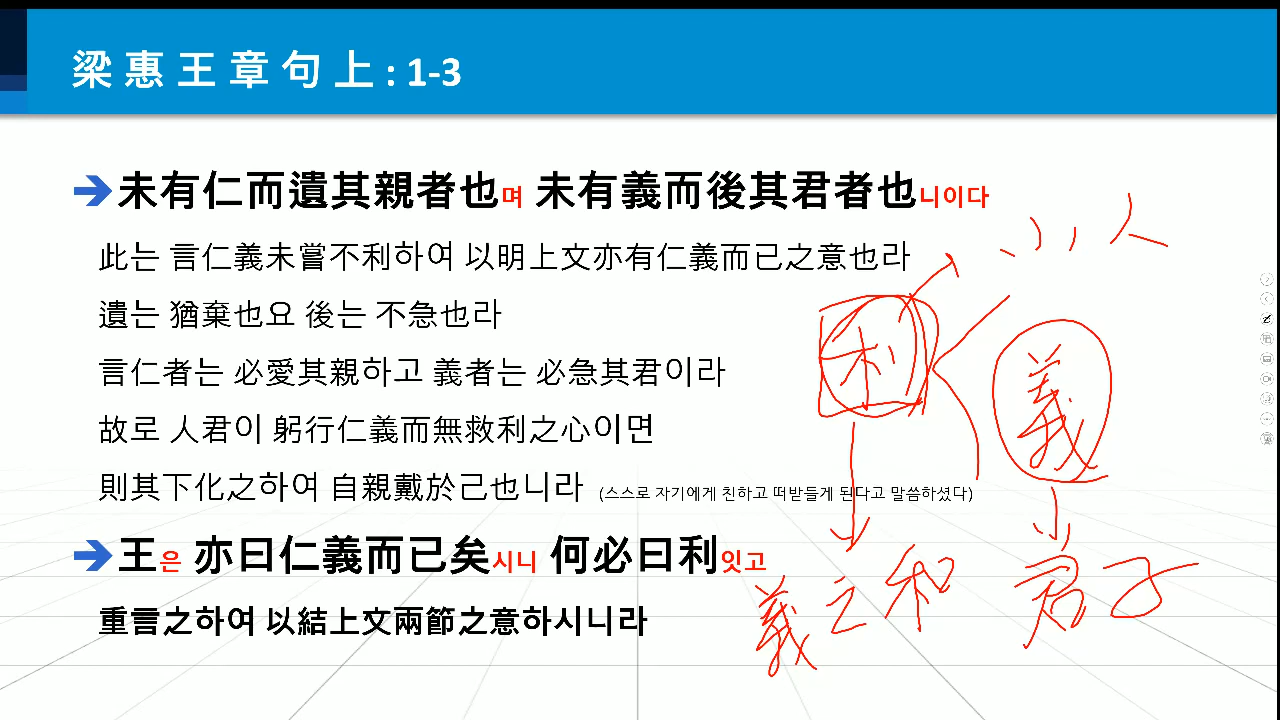 梁惠王章句上 : 1-3
未有仁而遺其親者也며 未有義而後其君者也니이다
此는 言仁義未嘗不利하여 以明上文亦有仁義而已之意也라
遺는 猶棄也요 後는 不急也라
言仁者는 必愛其親하고 義者는 必急其君이라
故로 人君이 躬行仁義而無救利之心이면
則其下化之하여 自親戴於己也니라 (스스로 자기에게 친하고 떠받들게 된다고 말씀하셨다)
王은 亦曰仁義而已矣시니 何必曰利잇고
重言之하여 以結上文兩節之意하시니라
小人
利
義
義之和
君子